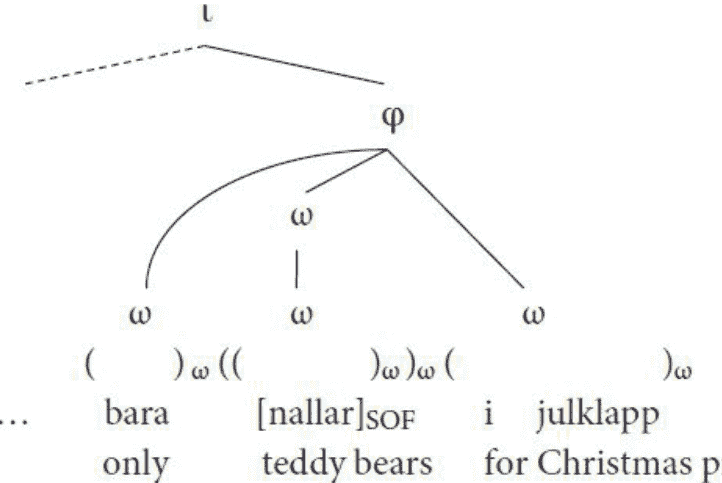 ι
φ
ω
ω ω ω
( )ω (( )ω)ω ( )ω
... bara [nallar]SOF i julklapp
only teddy bears for Christmas p